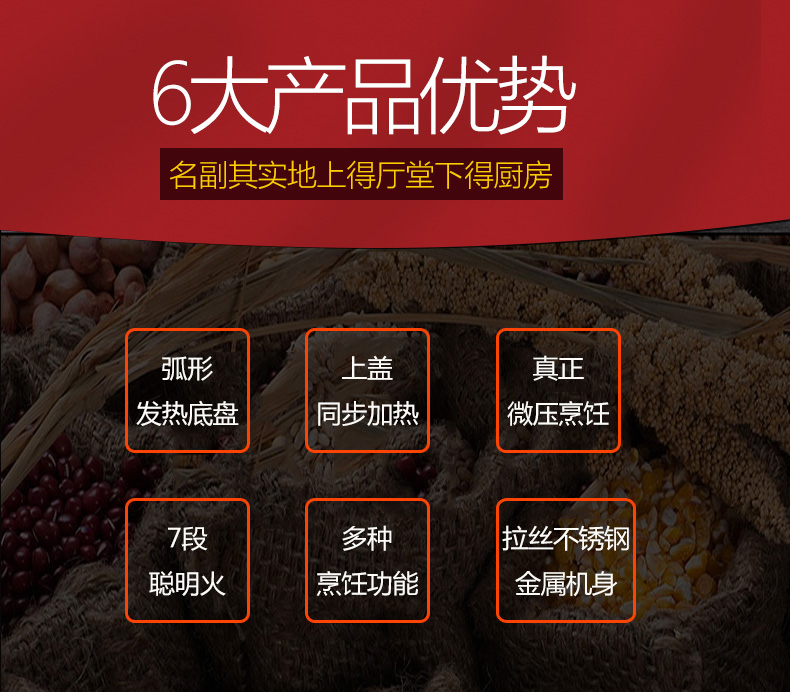 6大产品优势
名副其实地上得厅堂下得厨房
弧形
发热底盘
上盖
同步加热
真正
微压烹饪
7段
聪明火
多种
烹饪功能
拉丝不锈钢
金属机身